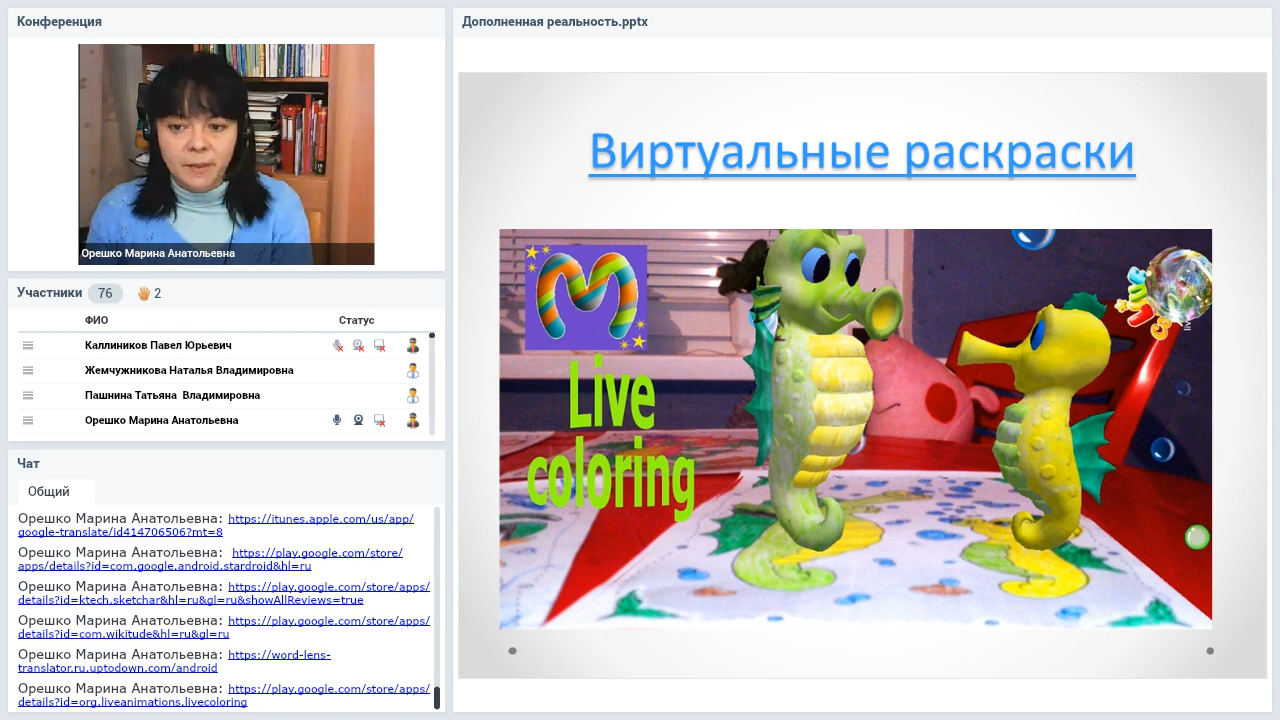 Конференция
Орешко Марина Анатольевна
Участники 76 2
ФИО Статус
Каллиников Павел Юрьевич
Жемчужникова Наталья Владимировна
Пашнина Татьяна Владимировна
Орешко Марина Анатольевна
Чат
Общий
Орешко Марина Анатольевна: https://itunes.apple.com/us/app/
google-translate/id414706506?mt=8
Орешко Марина Анатольевна: https://play.google.com/store/
apps/details?id=com.google.android.stardroid&hl=ru
Орешко Марина Анатольевна: https://play.google.com/store/apps/
details?id=ktech.sketchar&hl=ru&gl=ru&showAllReviews=true
Орешко Марина Анатольевна: https://play.google.com/store/apps/
details?id=com.wikitude&hl=ru&gl=ru
Орешко Марина Анатольевна: https://word-lens-
translator.ru.uptodown.com/android
Орешко Марина Анатольевна: https://play.google.com/store/apps/
details?id=org.liveanimations.livecoloring
Дополненная реальность.pptx
Виртуальные раскраски
Live
coloring